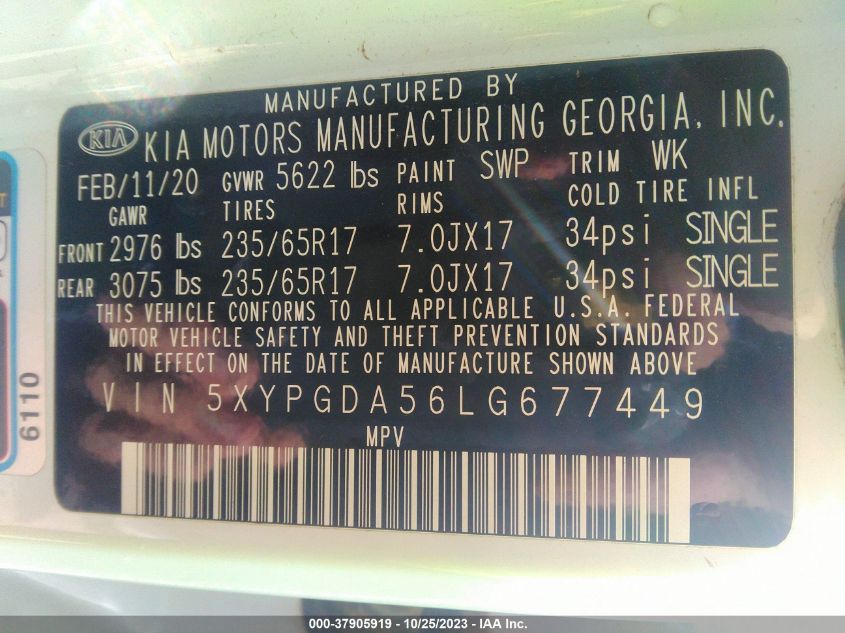 MANUFACTURED BY
KIA KIA MOTORS MANUFACTURING GEORGIA, INC.
FEB/11/20 GVWR 5622 lbs PAINT SWP TRIM WK
GAWR TIRES RIMS COLD TIRE INFL
FRONT 2976 lbs 235/65R17 7.0JX17 34psi SINGLE
REAR 3075 lbs 235/65R17 7.0JX17 34psi SINGLE
THIS VEHICLE CONFORMS TO ALL APPLICABLE U.S.A. FEDERAL
MOTOR VEHICLE SAFETY AND THEFT PREVENTION STANDARDS
IN EFFECT ON THE DATE OF MANUFACTURE SHOWN ABOVE
VIN 5XYPGDA56LG677449
MPV
6110
000-37905919 - 10/25/2023 - IAA Inc.